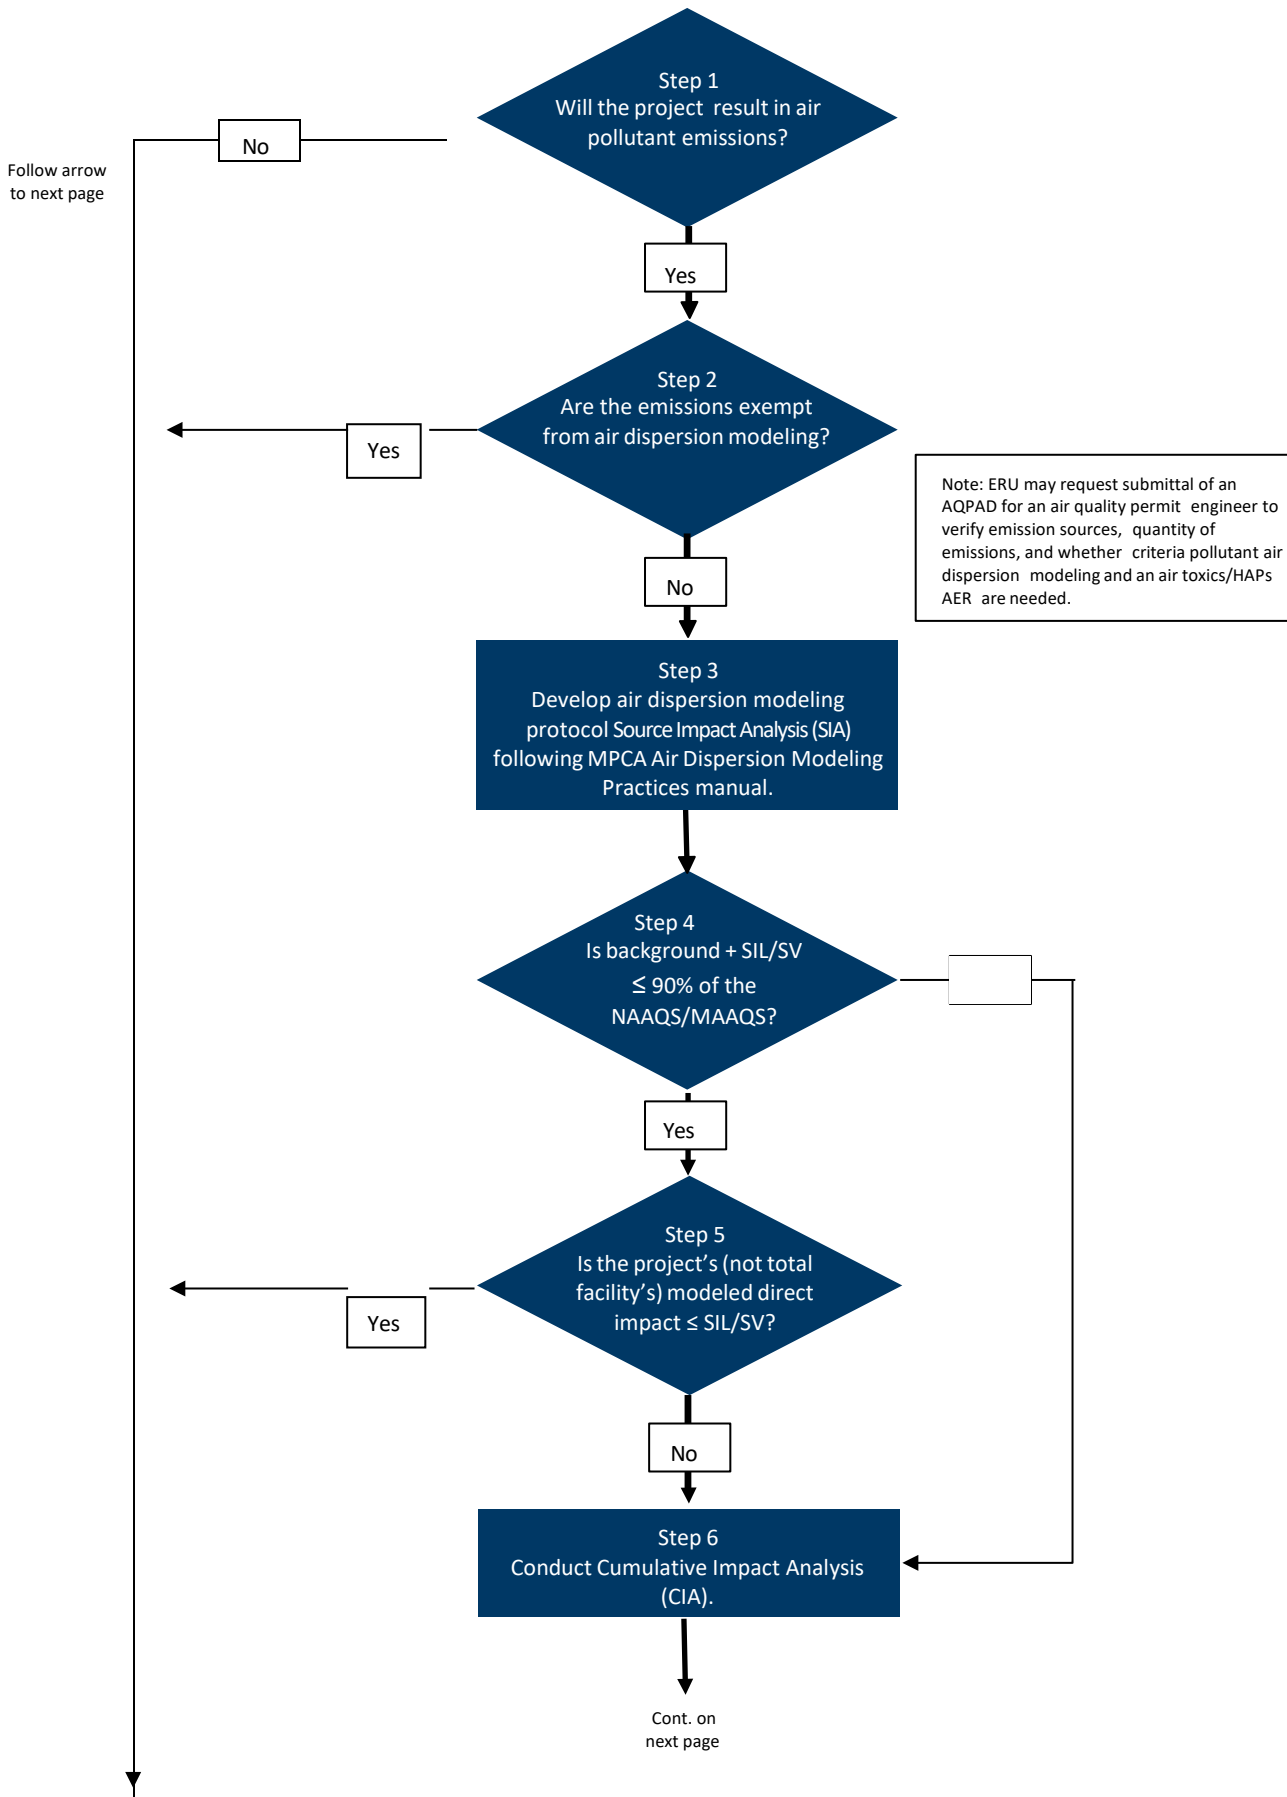 Step 1
Will the project result in air
pollutant emissions?
No
Follow arrow
to next page
Yes
Step 2
Are the emissions exempt
from air dispersion modeling?
Yes
Note: ERU may request submittal of an
AQPAD for an air quality permit engineer to
verify emission sources, quantity of
emissions, and whether criteria pollutant air
dispersion modeling and an air toxics/HAPs
AER are needed.
No
Step 3
Develop air dispersion modeling
protocol Source Impact Analysis (SIA)
following MPCA Air Dispersion Modeling
Practices manual.
Step 4
Is background + SIL/SV
≤ 90% of the
NAAQS/MAAQS?
Yes
Step 5
Is the project’s (not total
facility’s) modeled direct
impact ≤ SIL/SV?
Yes
No
Step 6
Conduct Cumulative Impact Analysis
(CIA).
Cont. on
next page